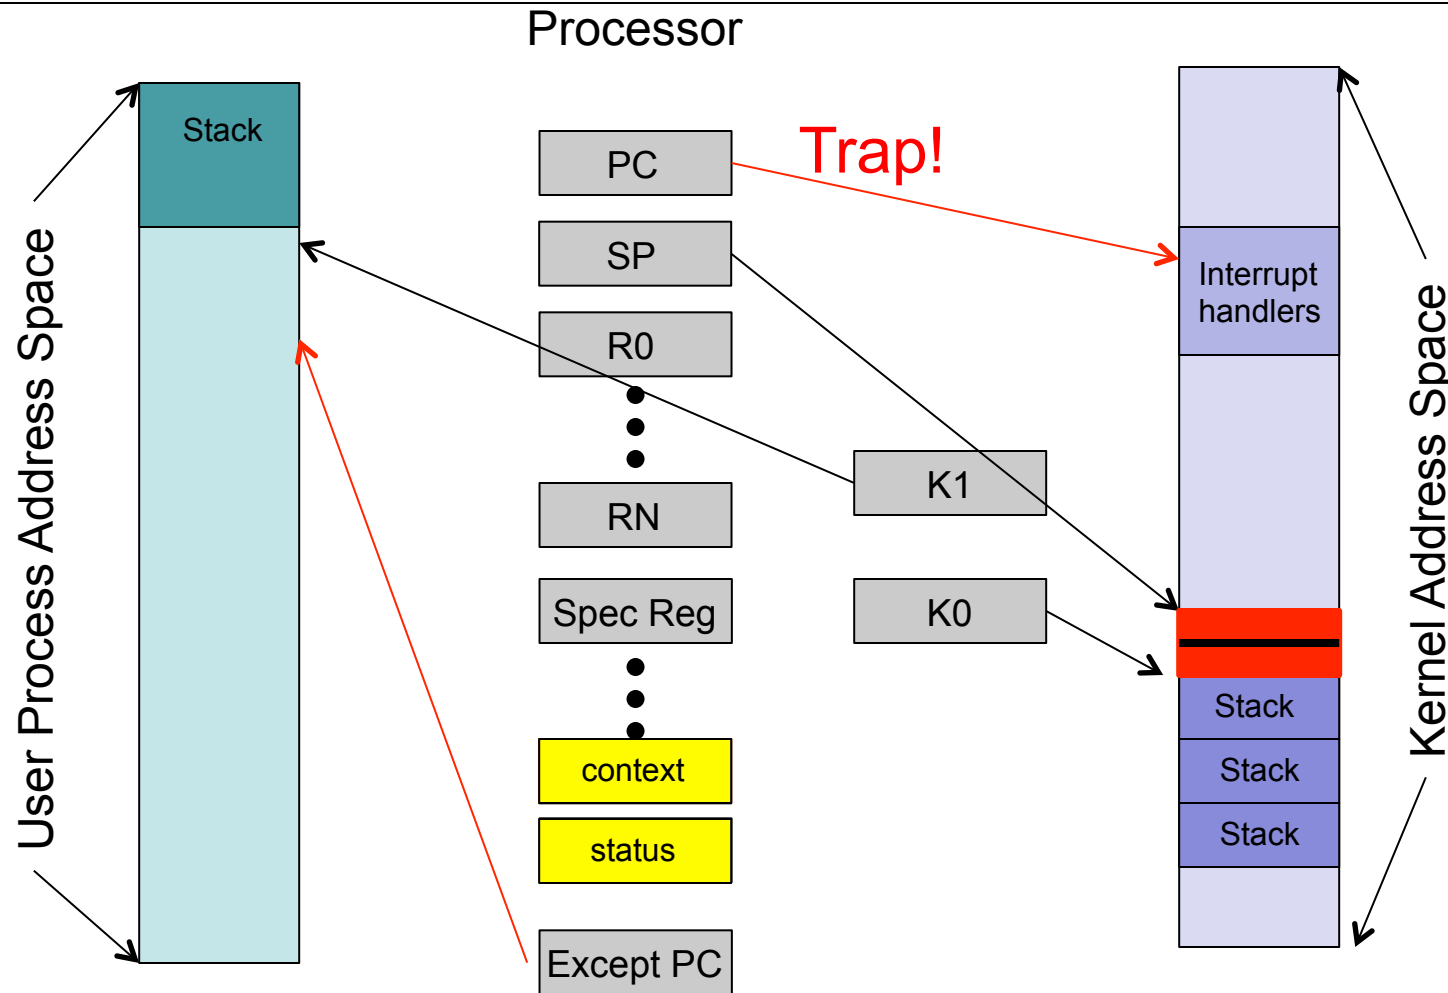 Processor
User Process Address Space
Stack
PC
SP
R0
RN
Spec Reg
context
status
Except PC
Trap!
K1
K0
Interrupt
handlers
Stack
Stack
Stack
Kernel Address Space